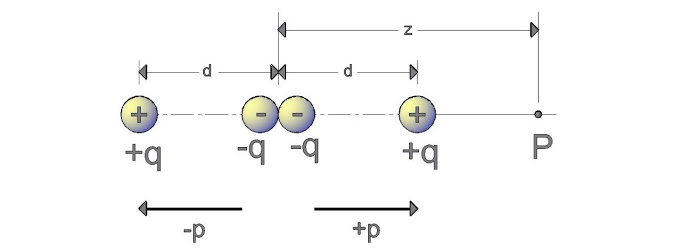 z
d d
+ - - +
+q -q -q +q P
-p +p